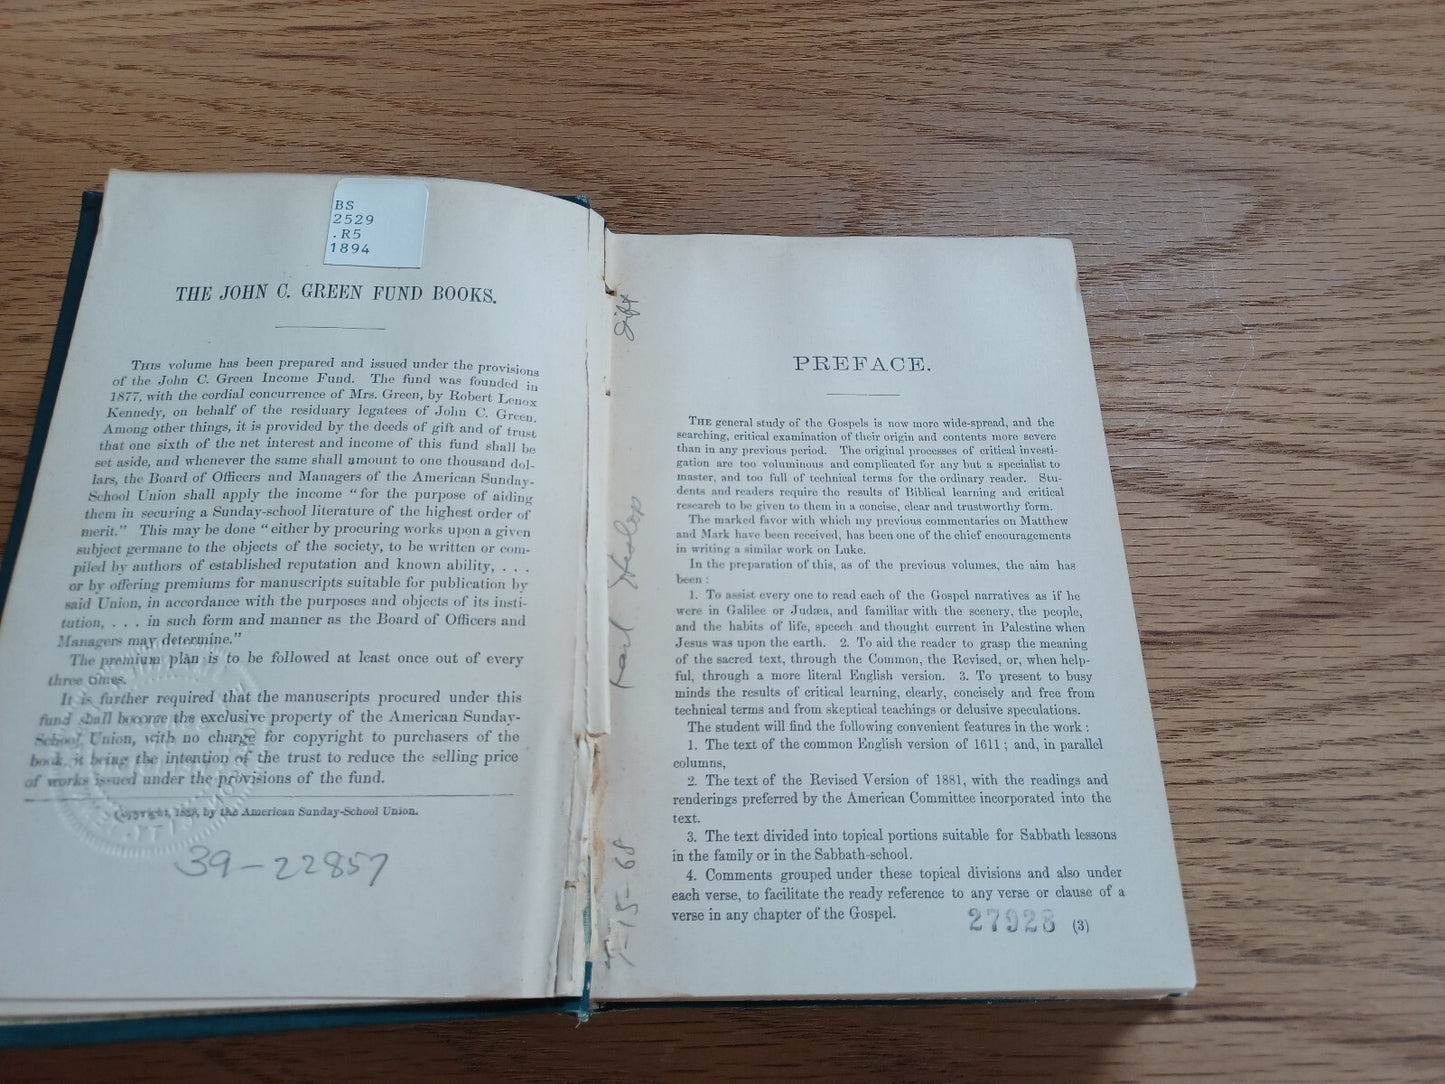 BS
2529
.R5
1894
THE JOHN C. GREEN FUND BOOKS.
THIS volume has been prepared and issued under the provisions
of the John C. Green Income Fund. The fund was founded in
1877, with the cordial concurrence of Mrs. Green, by Robert Lenox
Kennedy, on behalf of the residuary legatees of John C. Green.
Among other things, it is provided by the deeds of gift and of trust
that one sixth of the net interest and income of this fund shall be
set aside, and whenever the same shall amount to one thousand dol-
lars, the Board of Officers and Managers of the American Sunday-
School Union shall apply the income "for the purpose of aiding
them in securing a Sunday-school literature of the highest order of
merit." This may be done "either by procuring works upon a given
subject germane to the objects of the society, to be written or com-
piled by authors of established reputation and known ability, . . .
or by offering premiums for manuscripts suitable for publication by
said Union, in accordance with the purposes and objects of its insti-
tution, . . . in such form and manner as the Board of Officers and
Managers may determine."
The premium plan is to be followed at least once out of every
three times.
It is further required that the manuscripts procured under this
fund shall become the exclusive property of the American Sunday-
School Union, with no charge for copyright to purchasers of the
book, it being the intention of the trust to reduce the selling price
of works issued under the provisions of the fund.
Copyright, 1889, by the American Sunday-School Union.
39-22857
gift
7-15-68
PREFACE.
THE general study of the Gospels is now more wide-spread, and the
searching, critical examination of their origin and contents more severe
than in any previous period. The original processes of critical investi-
gation are too voluminous and complicated for any but a specialist to
master, and too full of technical terms for the ordinary reader. Stu-
dents and readers require the results of Biblical learning and critical
research to be given to them in a concise, clear and trustworthy form.
The marked favor with which my previous commentaries on Matthew
and Mark have been received, has been one of the chief encouragements
in writing a similar work on Luke.
In the preparation of this, as of the previous volumes, the aim has
been :
1. To assist every one to read each of the Gospel narratives as if he
were in Galilee or Judæa, and familiar with the scenery, the people,
and the habits of life, speech and thought current in Palestine when
Jesus was upon the earth. 2. To aid the reader to grasp the meaning
of the sacred text, through the Common, the Revised, or, when help-
ful, through a more literal English version. 3. To present to busy
minds the results of critical learning, clearly, concisely and free from
technical terms and from skeptical teachings or delusive speculations.
The student will find the following convenient features in the work :
1. The text of the common English version of 1611 ; and, in parallel
columns,
2. The text of the Revised Version of 1881, with the readings and
renderings preferred by the American Committee incorporated into the
text.
3. The text divided into topical portions suitable for Sabbath lessons
in the family or in the Sabbath-school.
4. Comments grouped under these topical divisions and also under
each verse, to facilitate the ready reference to any verse or clause of a
verse in any chapter of the Gospel.
27928
(3)